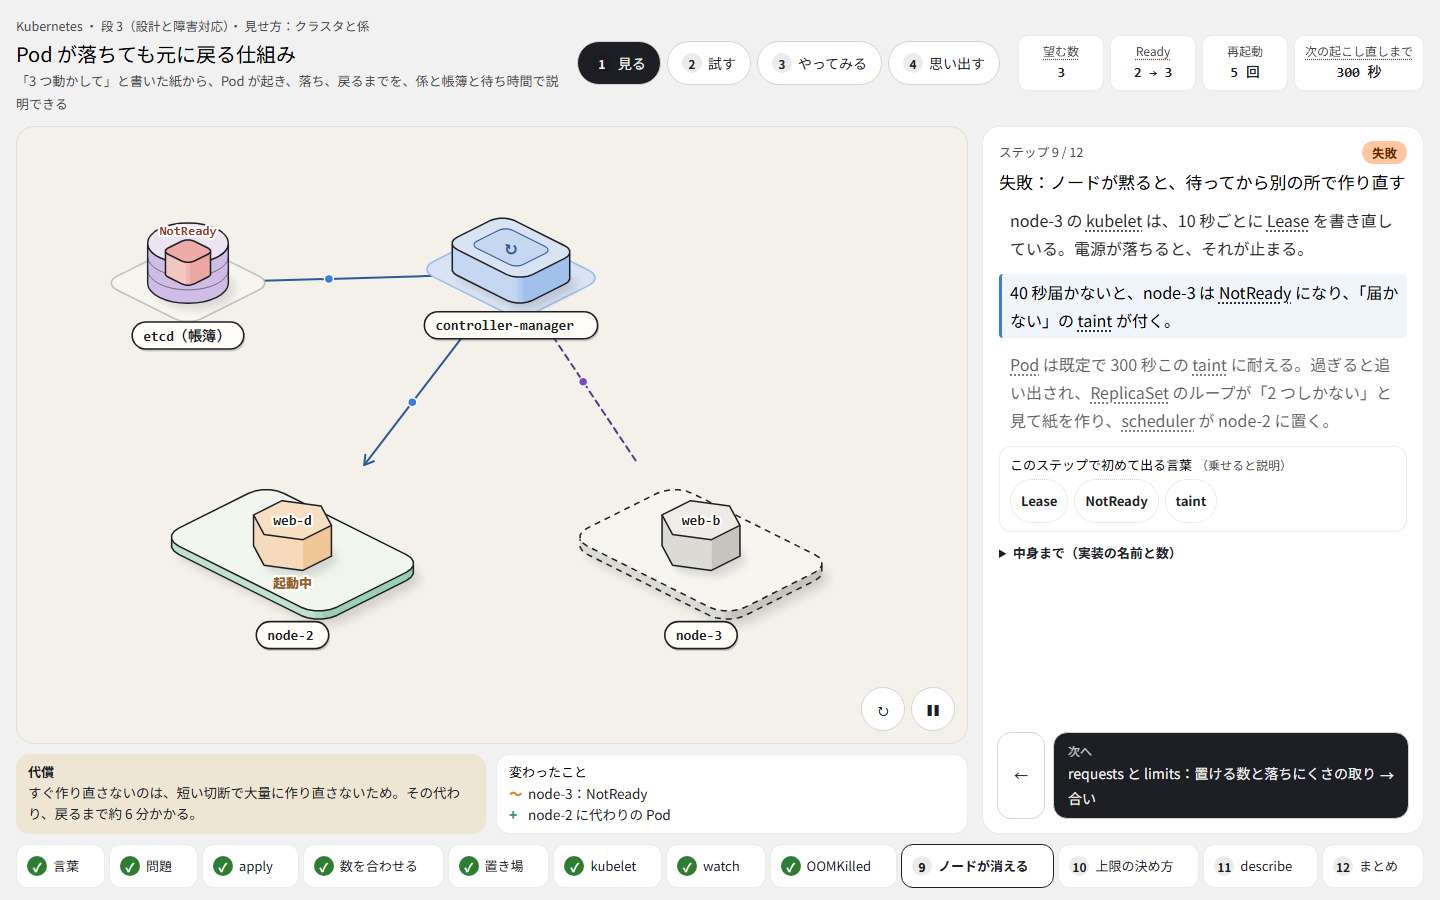 Kubernetes ・ 段 3（設計と障害対応）・ 見せ方：クラスタと係
Pod が落ちても元に戻る仕組み
「3 つ動かして」と書いた紙から、Pod が起き、落ち、戻るまでを、係と帳簿と待ち時間で説
明できる
1 見る
2 試す
3 やってみる
4 思い出す
望む数
3
Ready
2 → 3
再起動
5 回
次の起こし直しまで
300 秒
NotReady
↻
etcd（帳簿）
controller-manager
web-d
起動中
node-2
web-b
node-3
↻
ステップ 9 / 12
失敗
失敗：ノードが黙ると、待ってから別の所で作り直す
node-3 の kubelet は、10 秒ごとに Lease を書き直し
ている。電源が落ちると、それが止まる。
40 秒届かないと、node-3 は NotReady になり、「届か
ない」の taint が付く。
Pod は既定で 300 秒この taint に耐える。過ぎると追
い出され、ReplicaSet のループが「2 つしかない」と
見て紙を作り、scheduler が node-2 に置く。
このステップで初めて出る言葉 （乗せると説明）
Lease
NotReady
taint
▶ 中身まで（実装の名前と数）
←
次へ
requests と limits：置ける数と落ちにくさの取り →
合い
代償
すぐ作り直さないのは、短い切断で大量に作り直さないため。その代わ
り、戻るまで約 6 分かかる。
変わったこと
〜 node-3：NotReady
+ node-2 に代わりの Pod
✓ 言葉
✓ 問題
✓ apply
✓ 数を合わせる
✓ 置き場
✓ kubelet
✓ watch
✓ OOMKilled
9 ノードが消える
10 上限の決め方
11 describe
12 まとめ